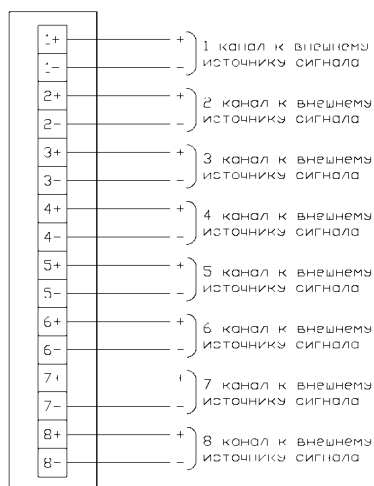 1+ + 1 канал к внешнему
1- - источнику сигнала
2+ + 2 канал к внешнему
2- - источнику сигнала
3+ + 3 канал к внешнему
3- - источнику сигнала
4+ + 4 канал к внешнему
4- - источнику сигнала
5+ + 5 канал к внешнему
5- - источнику сигнала
6+ + 6 канал к внешнему
6- - источнику сигнала
7+ + 7 канал к внешнему
7- - источнику сигнала
8+ + 8 канал к внешнему
8- - источнику сигнала